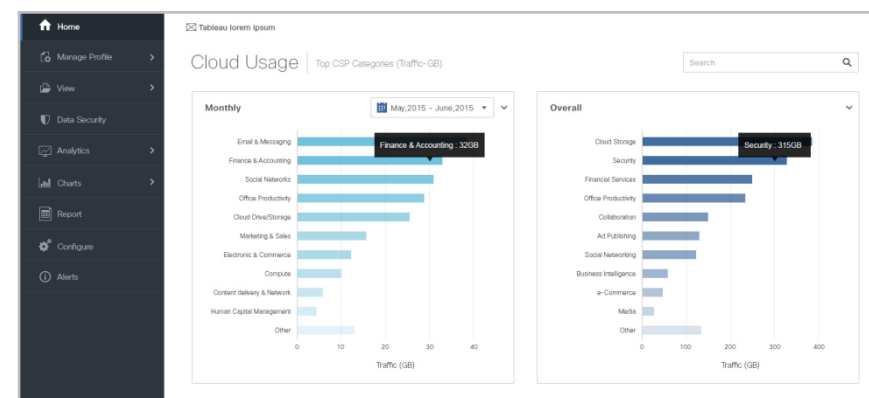 Home
Tableau lorem ipsum
Manage Profile
View
Data Security
Analytics
Charts
Report
Configure
Alerts
Cloud Usage
Top CSP Categories (Traffic-GB)
Search
Monthly
May,2015 - June,2015
Email & Messaging
Finance & Accounting : 32GB
Finance & Accounting
Social Networks
Office Productivity
Cloud Drive/Storage
Marketing & Sales
Electronic & Commerce
Compute
Content delivery & Network
Human Capital Management
Other
0 10 20 30 40
Traffic (GB)
Overall
Cloud Storage
Security : 315GB
Security
Financial Services
Office Productivity
Collaboration
Ad Publishing
Social Networking
Business Intelligence
e-Commerce
Media
Other
0 100 200 300 400
Traffic (GB)